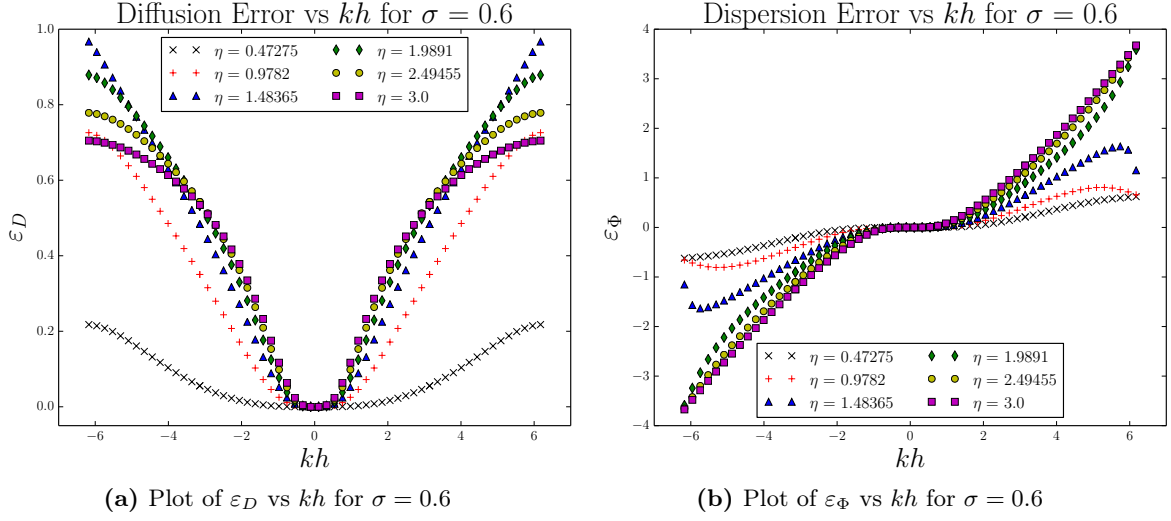 Diffusion Error vs kh for σ = 0.6
1.0
0.8
0.6
0.4
0.2
0.0
ε_D
η = 0.47275
η = 0.9782
η = 1.48365
η = 1.9891
η = 2.49455
η = 3.0
−6 −4 −2 0 2 4 6
kh
(a) Plot of ε_D vs kh for σ = 0.6
Dispersion Error vs kh for σ = 0.6
4
3
2
1
0
−1
−2
−3
−4
ε_Φ
η = 0.47275
η = 0.9782
η = 1.48365
η = 1.9891
η = 2.49455
η = 3.0
−6 −4 −2 0 2 4 6
kh
(b) Plot of ε_Φ vs kh for σ = 0.6